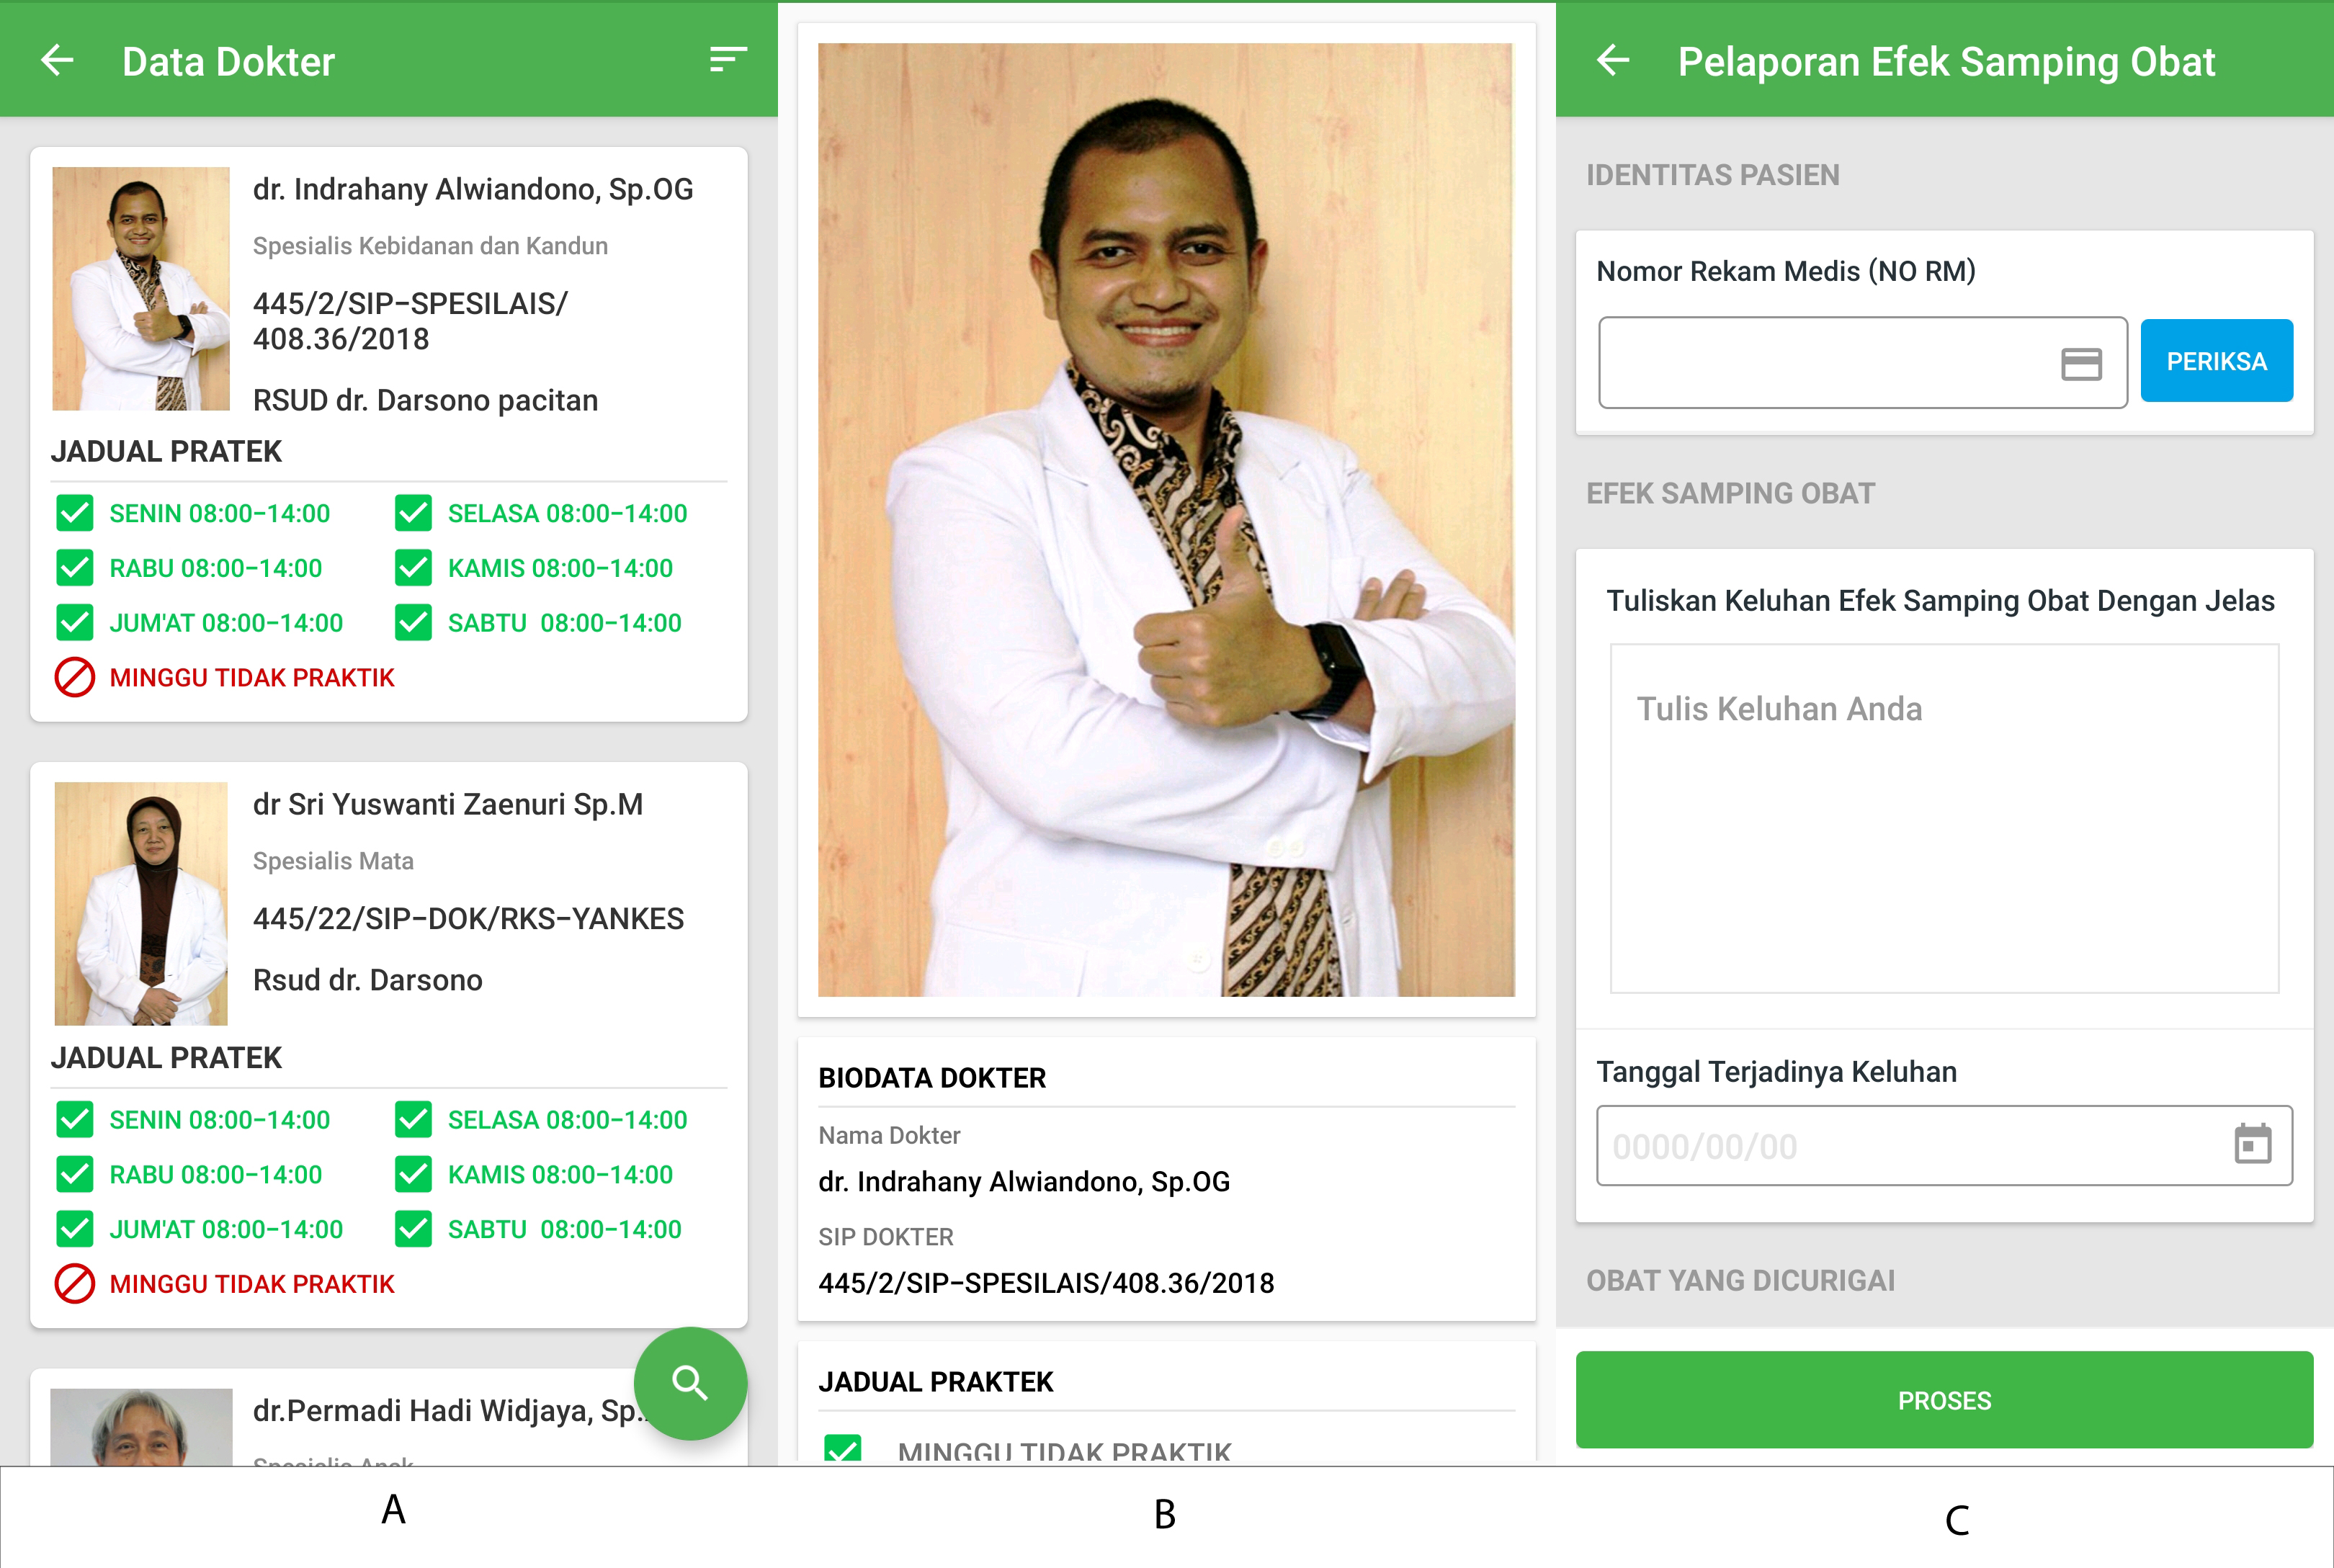 Data Dokter
dr. Indrahany Alwiandono, Sp.OG
Spesialis Kebidanan dan Kandun
445/2/SIP-SPESILAIS/
408.36/2018
RSUD dr. Darsono pacitan
JADUAL PRATEK
SENIN 08:00-14:00
SELASA 08:00-14:00
RABU 08:00-14:00
KAMIS 08:00-14:00
JUM'AT 08:00-14:00
SABTU 08:00-14:00
MINGGU TIDAK PRAKTIK
dr Sri Yuswanti Zaenuri Sp.M
Spesialis Mata
445/22/SIP-DOK/RKS-YANKES
Rsud dr. Darsono
JADUAL PRATEK
SENIN 08:00-14:00
SELASA 08:00-14:00
RABU 08:00-14:00
KAMIS 08:00-14:00
JUM'AT 08:00-14:00
SABTU 08:00-14:00
MINGGU TIDAK PRAKTIK
dr.Permadi Hadi Widjaya, Sp.
Spesialis Anak
A
BIODATA DOKTER
Nama Dokter
dr. Indrahany Alwiandono, Sp.OG
SIP DOKTER
445/2/SIP-SPESILAIS/408.36/2018
JADUAL PRAKTEK
MINGGU TIDAK PRAKTIK
B
Pelaporan Efek Samping Obat
IDENTITAS PASIEN
Nomor Rekam Medis (NO RM)
PERIKSA
EFEK SAMPING OBAT
Tuliskan Keluhan Efek Samping Obat Dengan Jelas
Tulis Keluhan Anda
Tanggal Terjadinya Keluhan
0000/00/00
OBAT YANG DICURIGAI
PROSES
C